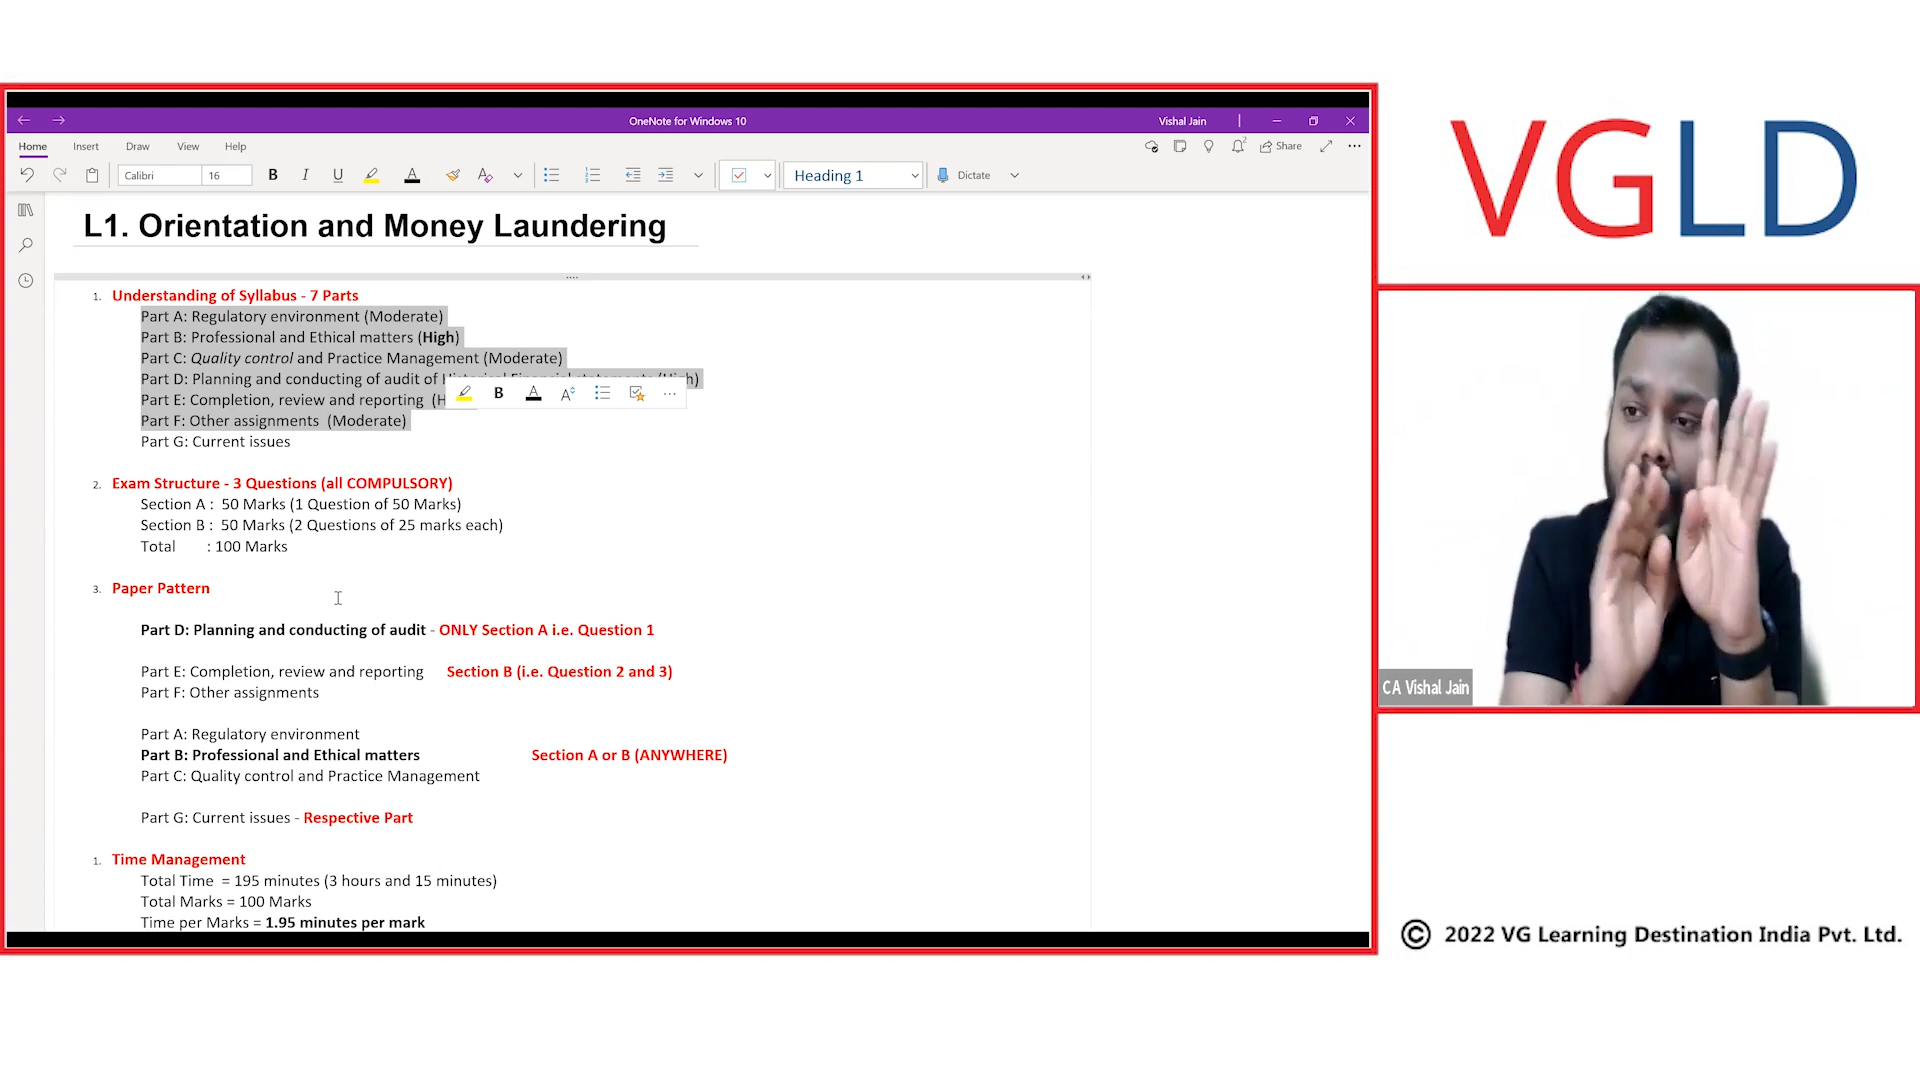 OneNote for Windows 10
Vishal Jain
Home Insert Draw View Help
Share
Calibri 16 B I U A Heading 1 Dictate
L1. Orientation and Money Laundering
1. Understanding of Syllabus - 7 Parts
Part A: Regulatory environment (Moderate)
Part B: Professional and Ethical matters (High)
Part C: Quality control and Practice Management (Moderate)
Part D: Planning and conducting of audit of Historical Financial statements (High)
Part E: Completion, review and reporting (H
Part F: Other assignments (Moderate)
Part G: Current issues
2. Exam Structure - 3 Questions (all COMPULSORY)
Section A : 50 Marks (1 Question of 50 Marks)
Section B : 50 Marks (2 Questions of 25 marks each)
Total : 100 Marks
3. Paper Pattern
Part D: Planning and conducting of audit - ONLY Section A i.e. Question 1
Part E: Completion, review and reporting Section B (i.e. Question 2 and 3)
Part F: Other assignments
Part A: Regulatory environment
Part B: Professional and Ethical matters Section A or B (ANYWHERE)
Part C: Quality control and Practice Management
Part G: Current issues - Respective Part
1. Time Management
Total Time = 195 minutes (3 hours and 15 minutes)
Total Marks = 100 Marks
Time per Marks = 1.95 minutes per mark
VGLD
CA Vishal Jain
© 2022 VG Learning Destination India Pvt. Ltd.